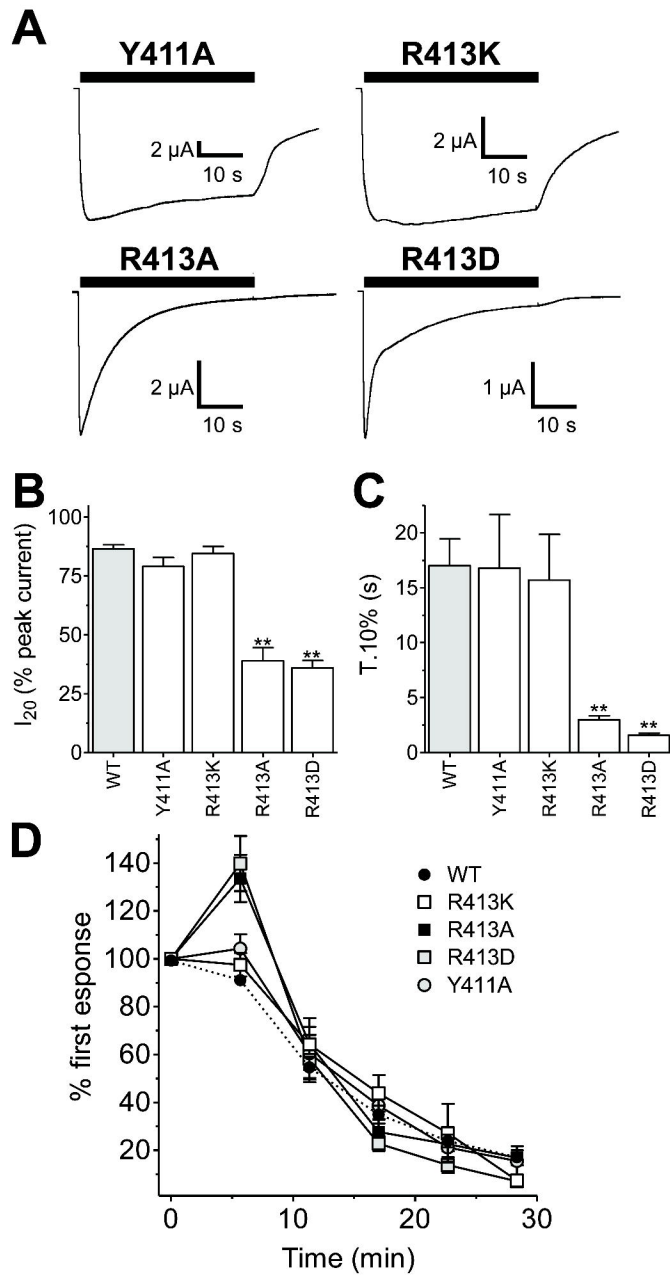 A
Y411A
R413K
2 µA
10 s
2 µA
10 s
R413A
R413D
2 µA
10 s
1 µA
10 s
B
C
I20 (% peak current)
100
75
50
25
0
**
**
WT
Y411A
R413K
R413A
R413D
T.10% (s)
20
15
10
5
0
**
**
WT
Y411A
R413K
R413A
R413D
D
% first esponse
140
120
100
80
60
40
20
WT
R413K
R413A
R413D
Y411A
0
10
20
30
Time (min)